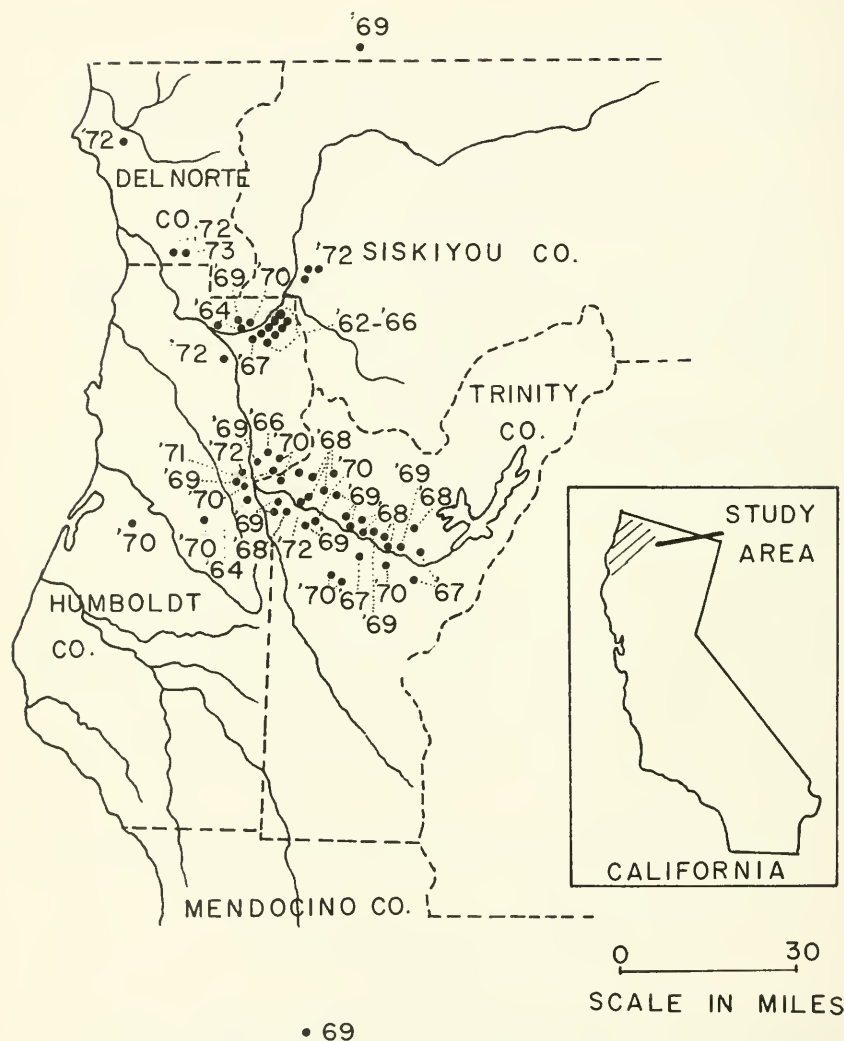 '69
'72
DEL NORTE
CO.
'72
'73
'72 SISKIYOU CO.
'69 '70
'64
'62-'66
'72 '67
TRINITY
CO.
'69 '66
'70 '68
'71 '72
'70
'69
'69
'70
'69 '68
'70
'69
'68
'70 '68 '72 '69
'64
'70 '67 '70 '67
'69
HUMBOLDT
CO.
STUDY
AREA
CALIFORNIA
MENDOCINO CO.
0 30
SCALE IN MILES
69